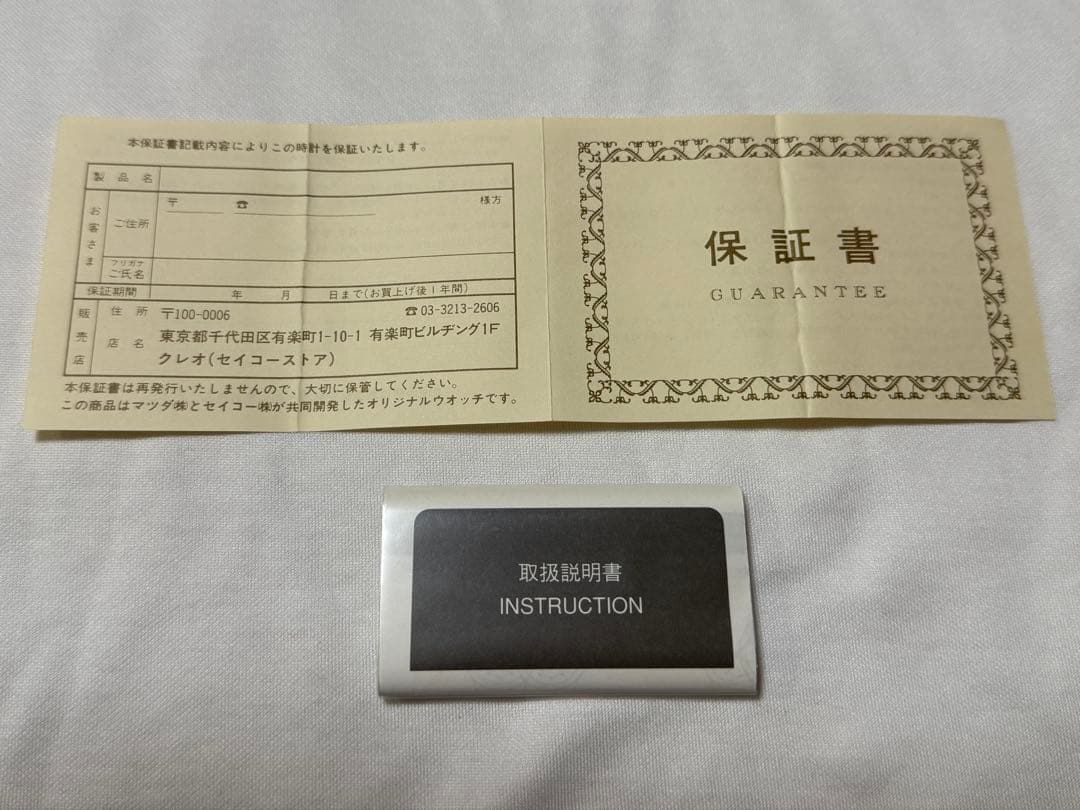 本保証書記載内容によりこの時計を保証いたします。
製品名
お客さま
ご住所
〒 ☎ 様方
フリガナ
ご氏名
保証期間 年 月 日まで(お買上げ後1年間)
販売店
住所 〒100-0006 ☎03-3213-2606
東京都千代田区有楽町1-10-1 有楽町ビルヂング1F
店名 クレオ(セイコーストア)
本保証書は再発行いたしませんので、大切に保管してください。
この商品はマツダ㈱とセイコー㈱が共同開発したオリジナルウオッチです。
保証書
GUARANTEE
取扱説明書
INSTRUCTION